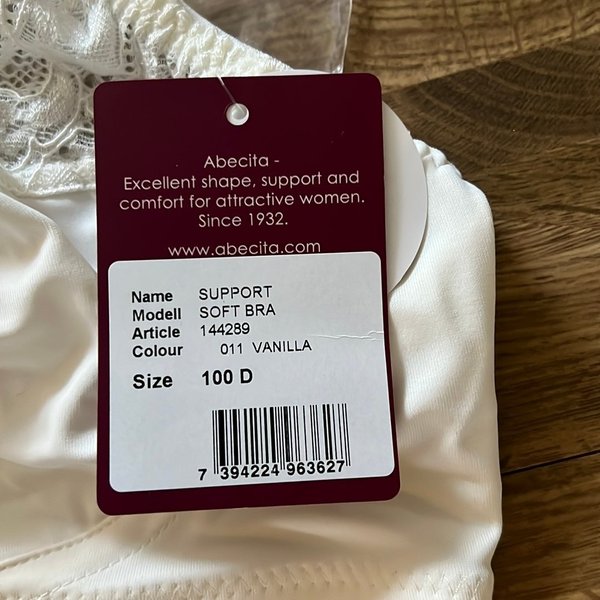 Abecita -
Excellent shape, support and
comfort for attractive women.
Since 1932.
www.abecita.com
Name SUPPORT
Modell SOFT BRA
Article 144289
Colour 011 VANILLA
Size 100 D
7 394224 963627